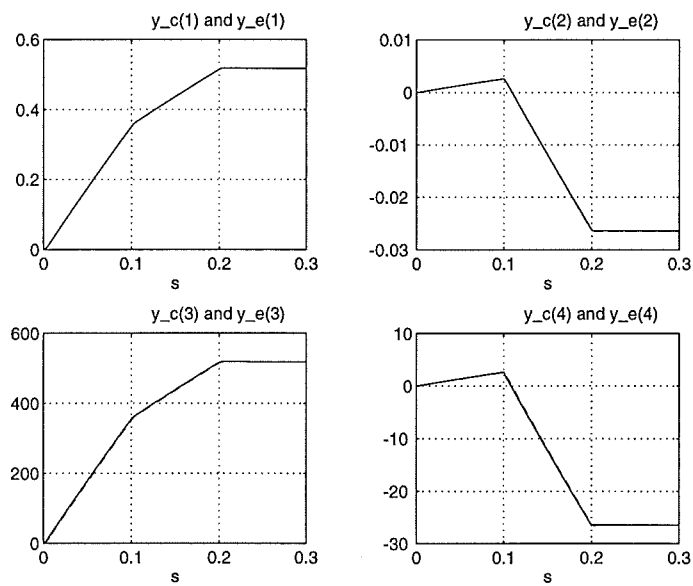 y_c(1) and y_e(1)
0.6
0.4
0.2
0
0 0.1 0.2 0.3
s
y_c(2) and y_e(2)
0.01
0
-0.01
-0.02
-0.03
0 0.1 0.2 0.3
s
y_c(3) and y_e(3)
600
400
200
0
0 0.1 0.2 0.3
s
y_c(4) and y_e(4)
10
0
-10
-20
-30
0 0.1 0.2 0.3
s